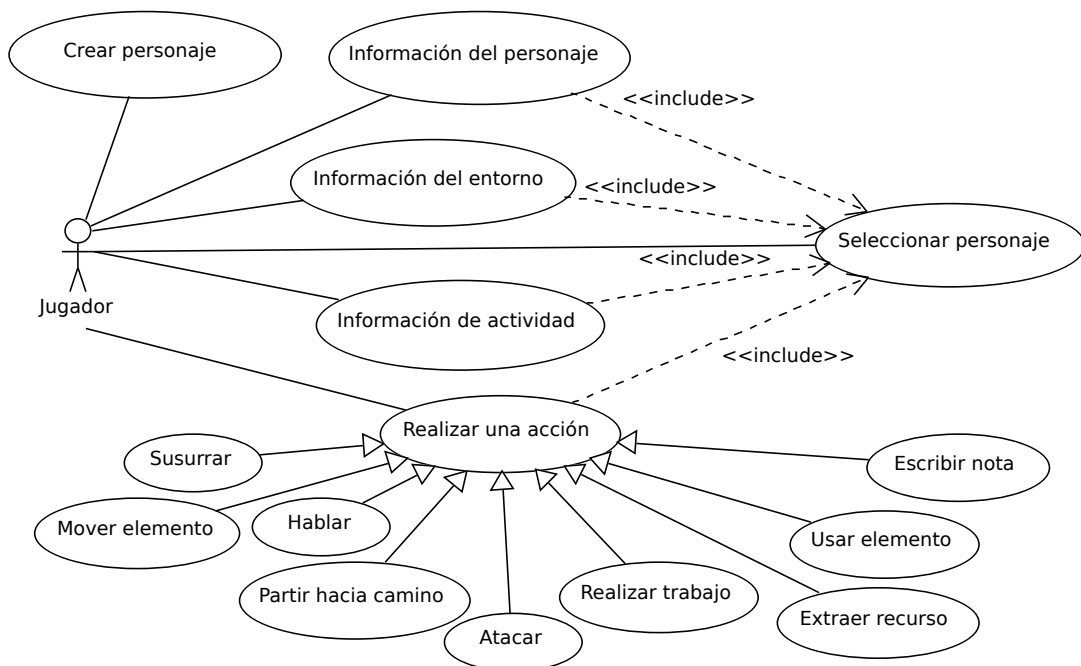 Crear personaje
Información del personaje
<<include>>
Información del entorno
<<include>>
Seleccionar personaje
<<include>>
Jugador
Información de actividad
<<include>>
Realizar una acción
Susurrar
Escribir nota
Mover elemento
Hablar
Usar elemento
Partir hacia camino
Realizar trabajo
Extraer recurso
Atacar